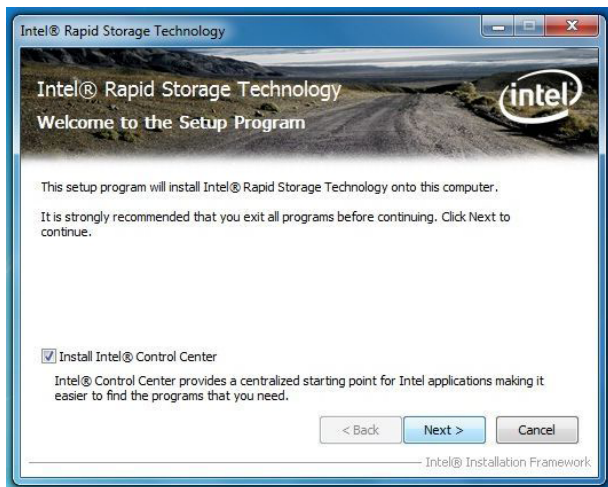 Intel® Rapid Storage Technology
Intel® Rapid Storage Technology
Welcome to the Setup Program
intel
This setup program will install Intel® Rapid Storage Technology onto this computer.
It is strongly recommended that you exit all programs before continuing. Click Next to
continue.
Install Intel® Control Center
Intel® Control Center provides a centralized starting point for Intel applications making it
easier to find the programs that you need.
< Back Next > Cancel
Intel® Installation Framework